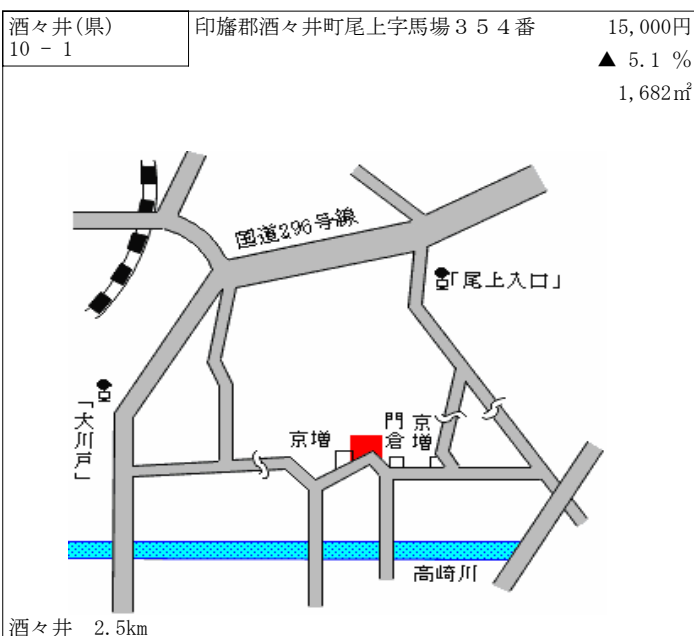 酒々井(県)
10 - 1
印旛郡酒々井町尾上字馬場３５４番
15,000円
▲ 5.1 %
1,682㎡
国道296号線
「尾上入口」
「大川戸」
京増
門倉
京増
高崎川
酒々井　2.5km